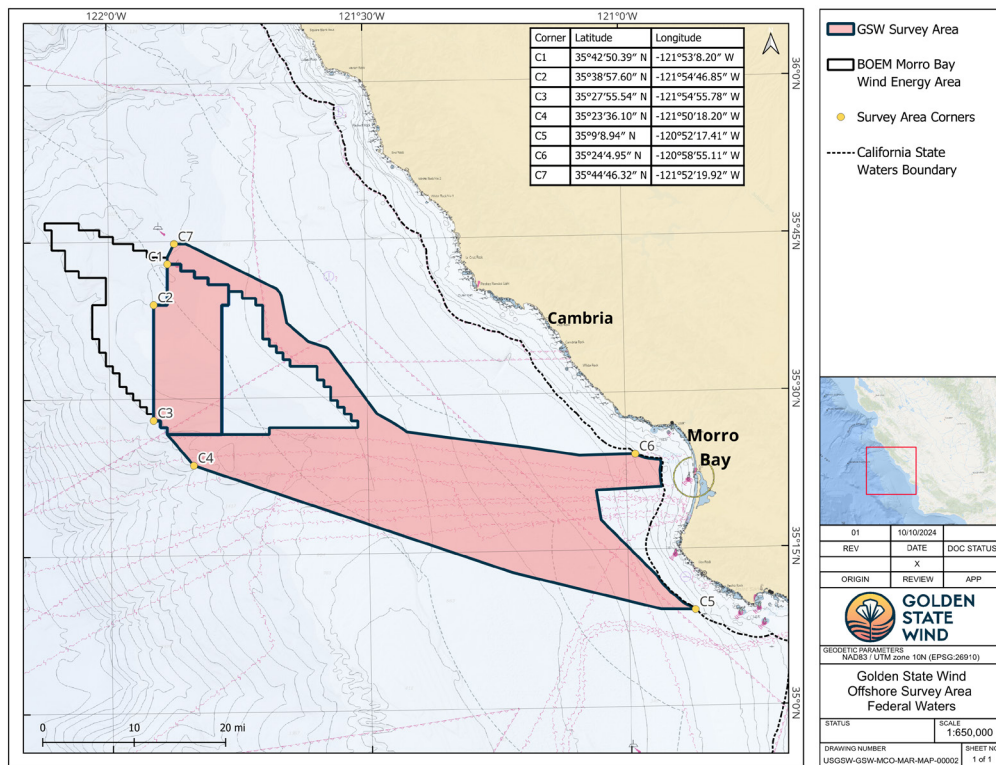 122°0'W
121°30'W
121°0'W
Corner Latitude Longitude
C1 35°42'50.39" N -121°53'8.20" W
C2 35°38'57.60" N -121°54'46.85" W
C3 35°27'55.54" N -121°54'55.78" W
C4 35°23'36.10" N -121°50'18.20" W
C5 35°9'8.94" N -120°52'17.41" W
C6 35°24'4.95" N -120°58'55.11" W
C7 35°44'46.32" N -121°52'19.92" W
36°0'N
35°45'N
35°30'N
35°15'N
35°0'N
C7
C1
C2
C3
C4
C6
C5
Cambria
Morro
Bay
0 10 20 mi
GSW Survey Area
BOEM Morro Bay
Wind Energy Area
Survey Area Corners
California State
Waters Boundary
01 10/10/2024
REV DATE DOC STATUS
X
ORIGIN REVIEW APP
GOLDEN
STATE
WIND
GEODETIC PARAMETERS
NAD83 / UTM zone 10N (EPSG:26910)
Golden State Wind
Offshore Survey Area
Federal Waters
STATUS SCALE
1:650,000
DRAWING NUMBER SHEET NO
USGSW-GSW-MCO-MAR-MAP-00002 1 of 1